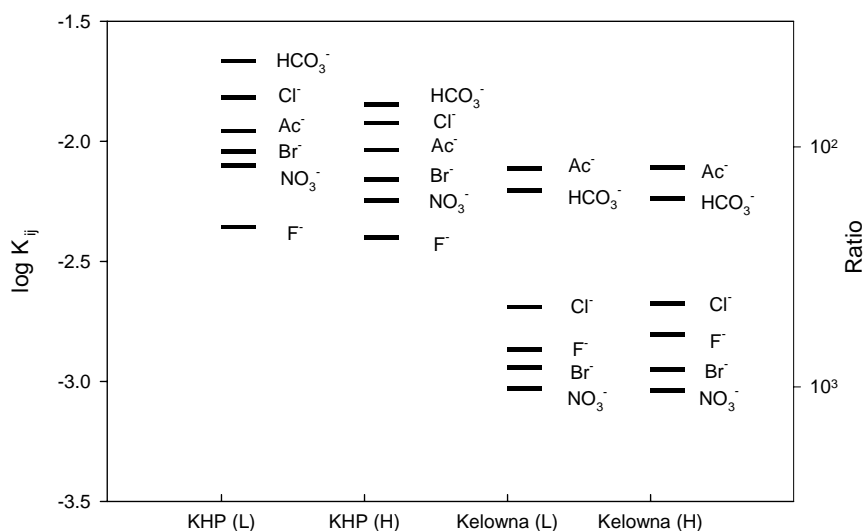 -1.5
-2.0
-2.5
-3.0
-3.5
log K ij
HCO₃⁻
Cl⁻
Ac⁻
Br⁻
NO₃⁻
F⁻
HCO₃⁻
Cl⁻
Ac⁻
Br⁻
NO₃⁻
F⁻
Ac⁻
HCO₃⁻
Cl⁻
F⁻
Br⁻
NO₃⁻
Ac⁻
HCO₃⁻
Cl⁻
F⁻
Br⁻
NO₃⁻
10²
10³
Ratio
KHP (L) KHP (H) Kelowna (L) Kelowna (H)